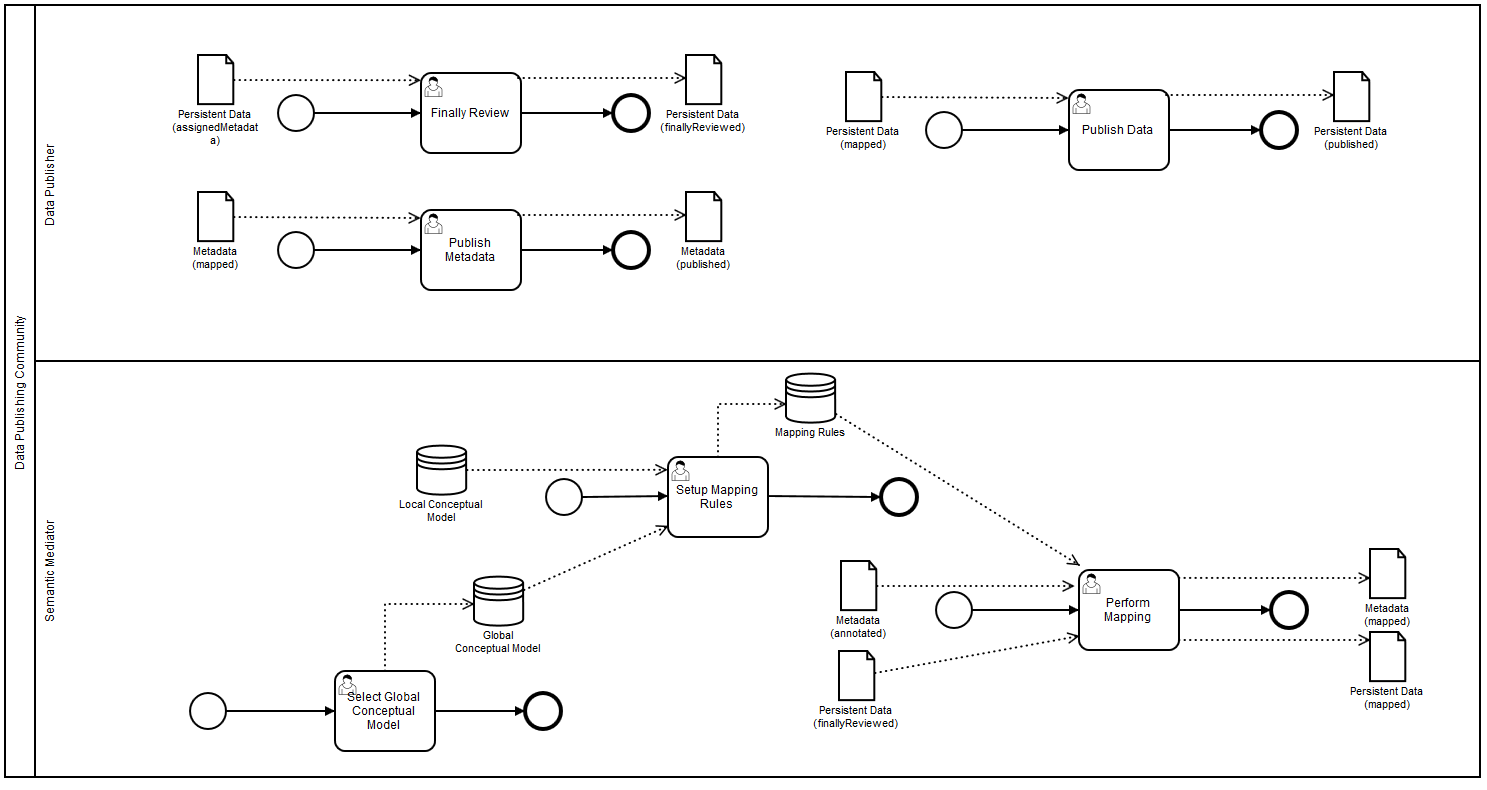 Data Publishing Community
Data Publisher
Persistent Data
(assignedMetadat
a)
Finally Review
Persistent Data
(finallyReviewed)
Persistent Data
(mapped)
Publish Data
Persistent Data
(published)
Metadata
(mapped)
Publish
Metadata
Metadata
(published)
Semantic Mediator
Mapping Rules
Local Conceptual
Model
Setup Mapping
Rules
Global
Conceptual Model
Select Global
Conceptual
Model
Metadata
(annotated)
Persistent Data
(finallyReviewed)
Perform
Mapping
Metadata
(mapped)
Persistent Data
(mapped)